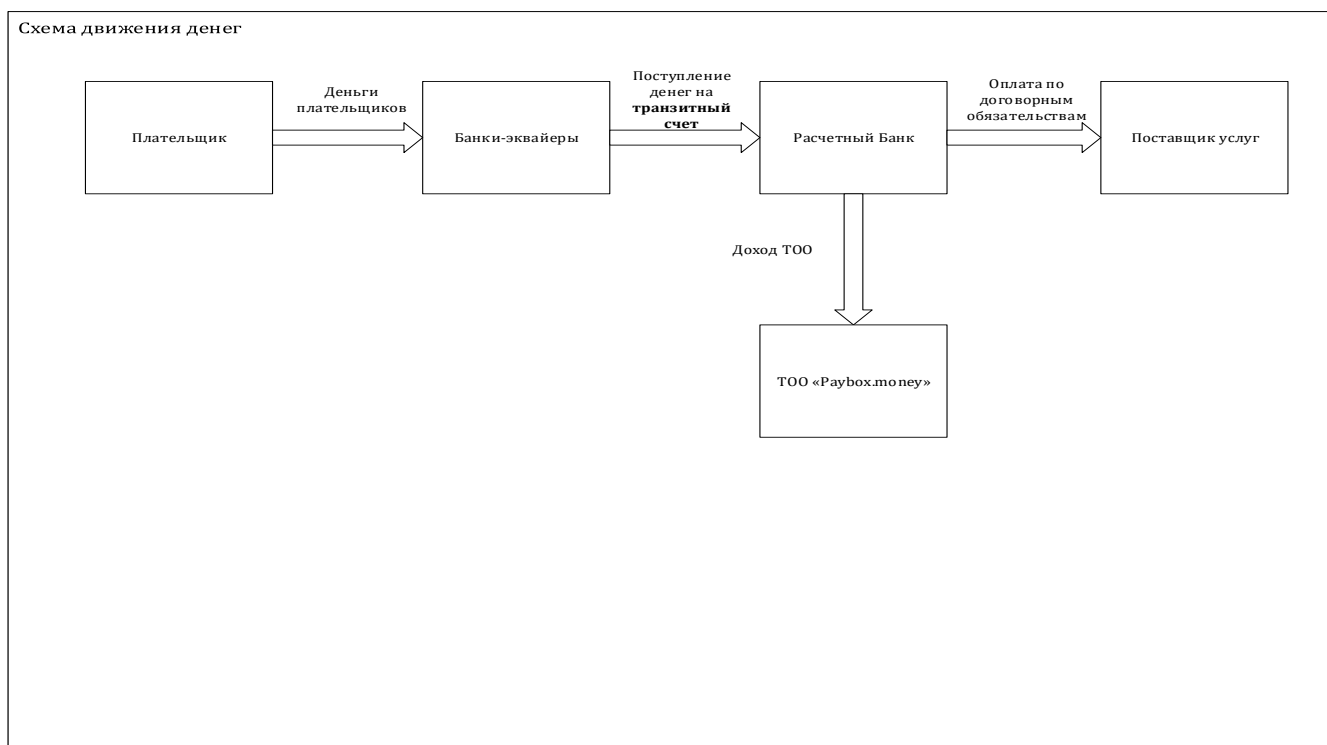 Схема движения денег
Деньги
плательщиков
Поступление
денег на
транзитный
счет
Оплата по
договорным
обязательствам
Плательщик
Банки-эквайеры
Расчетный Банк
Поставщик услуг
Доход ТОО
ТОО «Paybox.money»